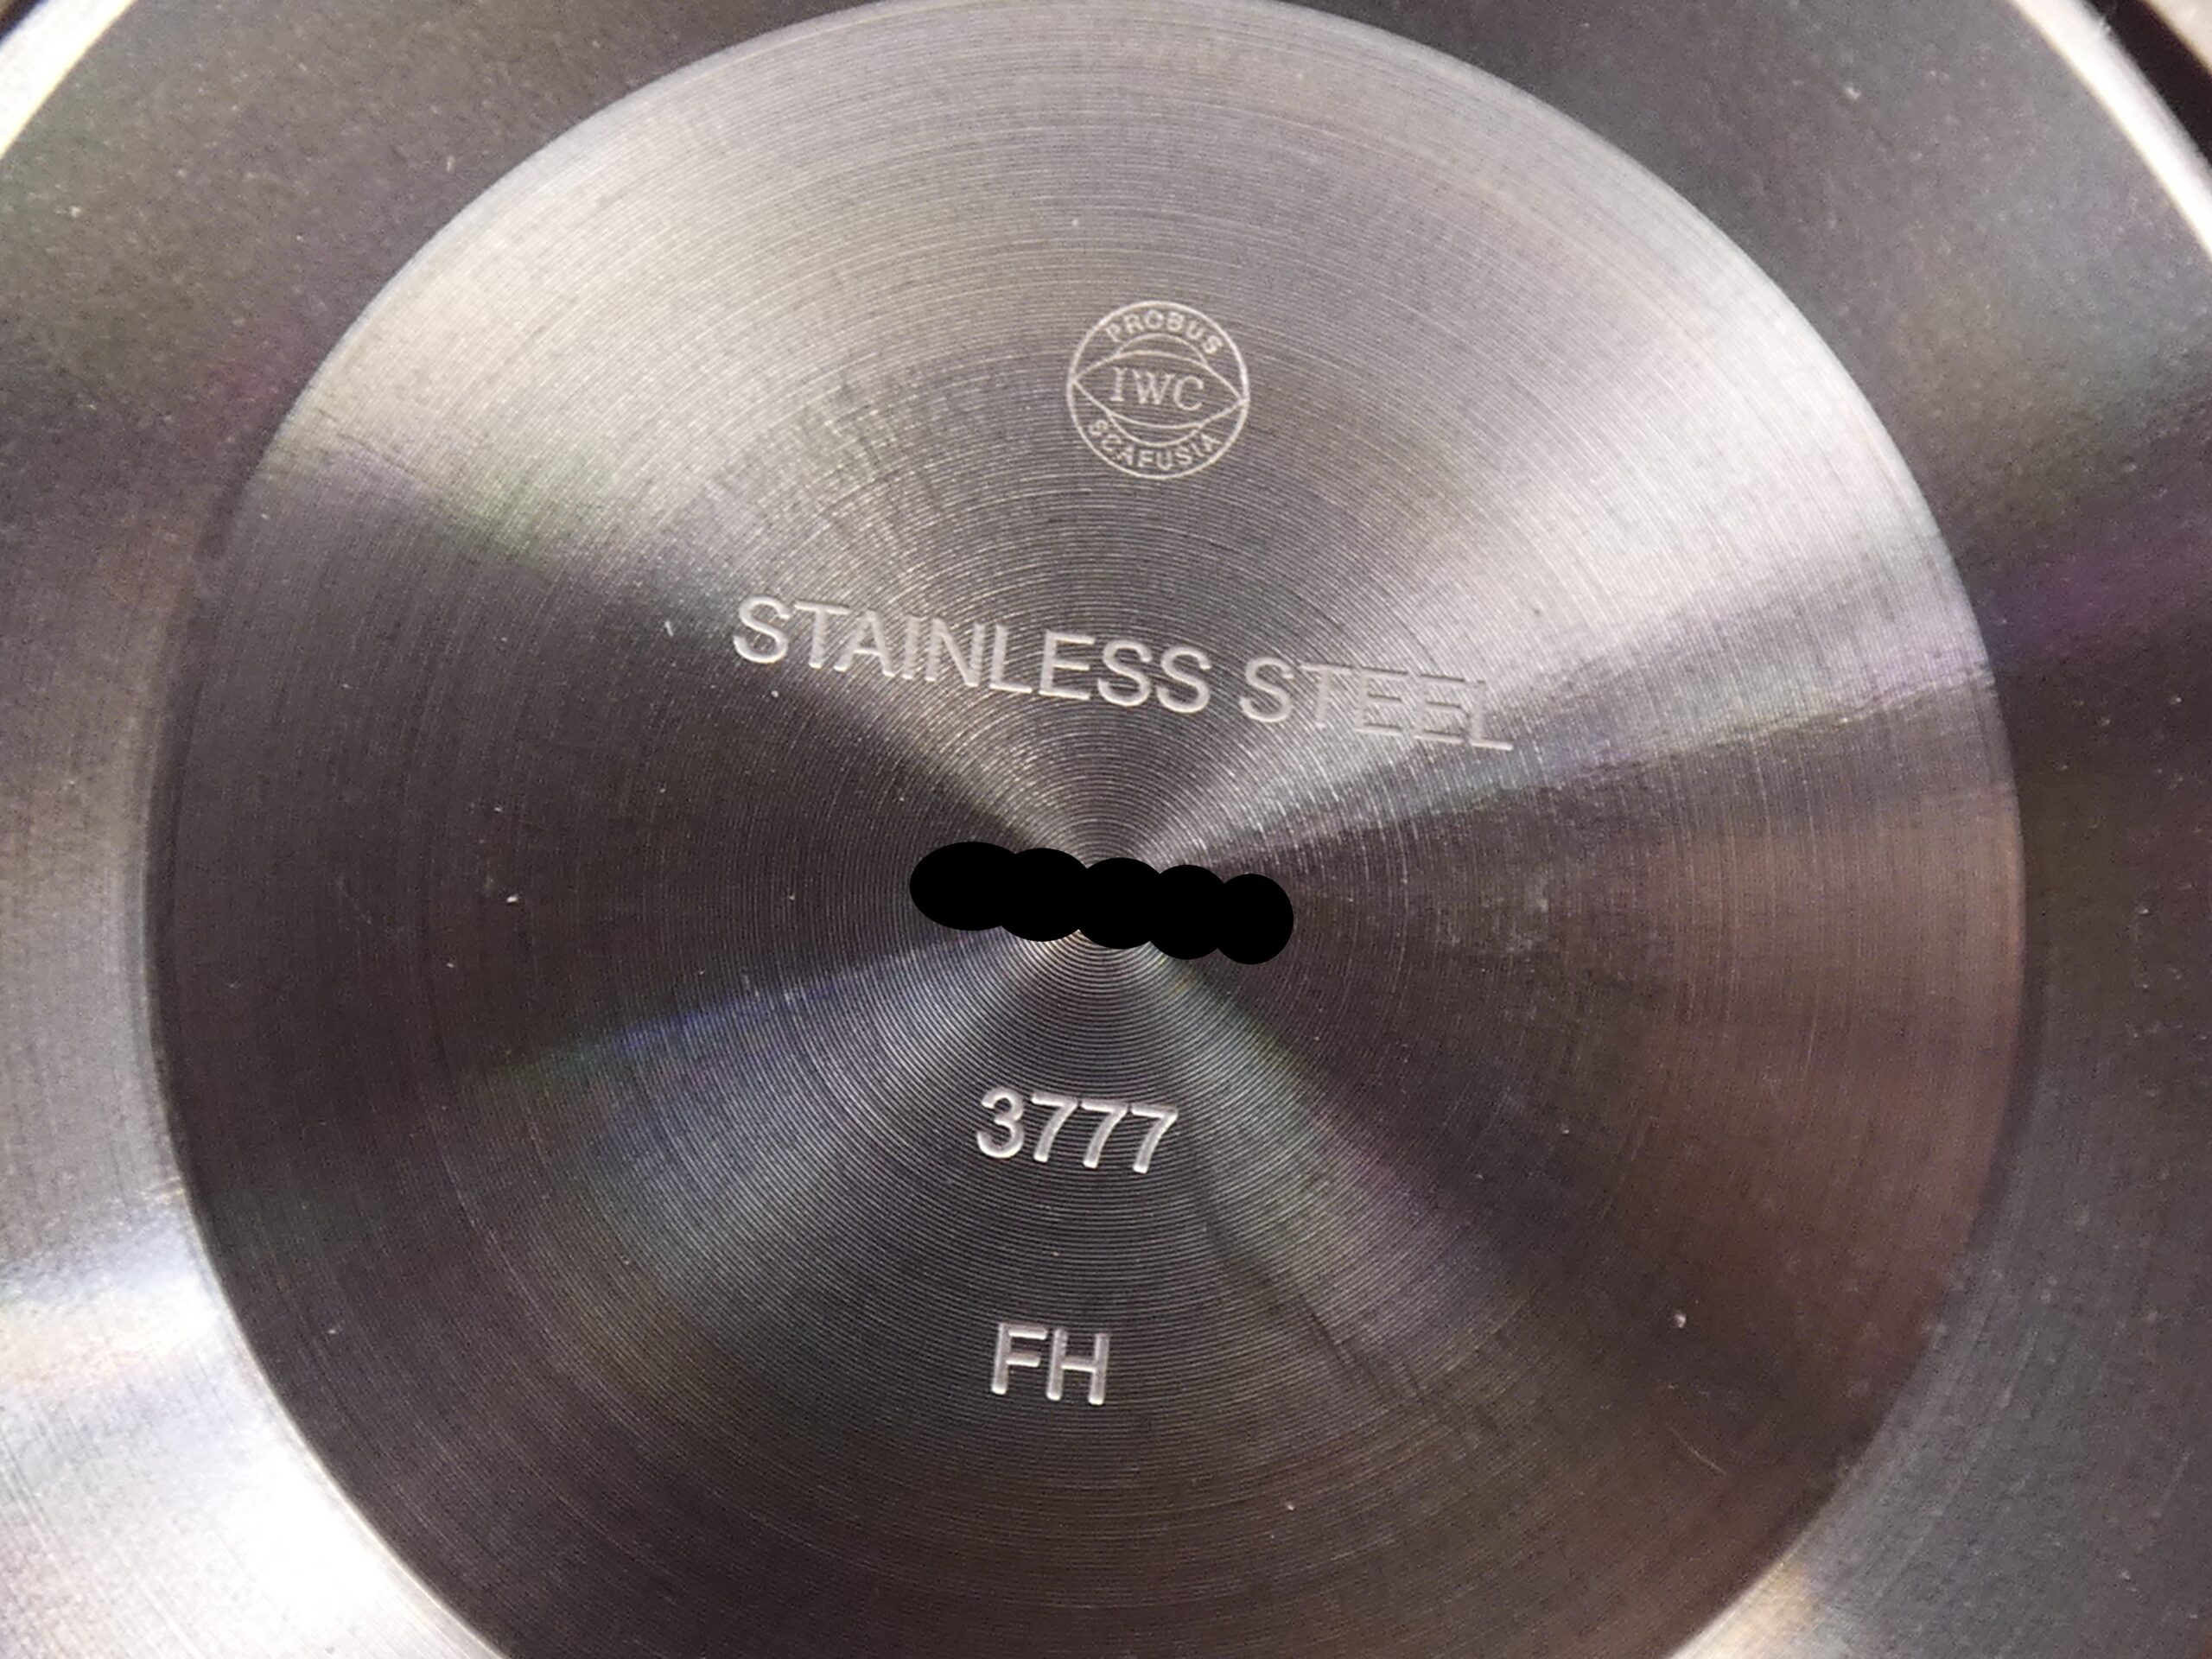 PROBUS
IWC
SCAFUSIA
STAINLESS STEEL
3777
FH